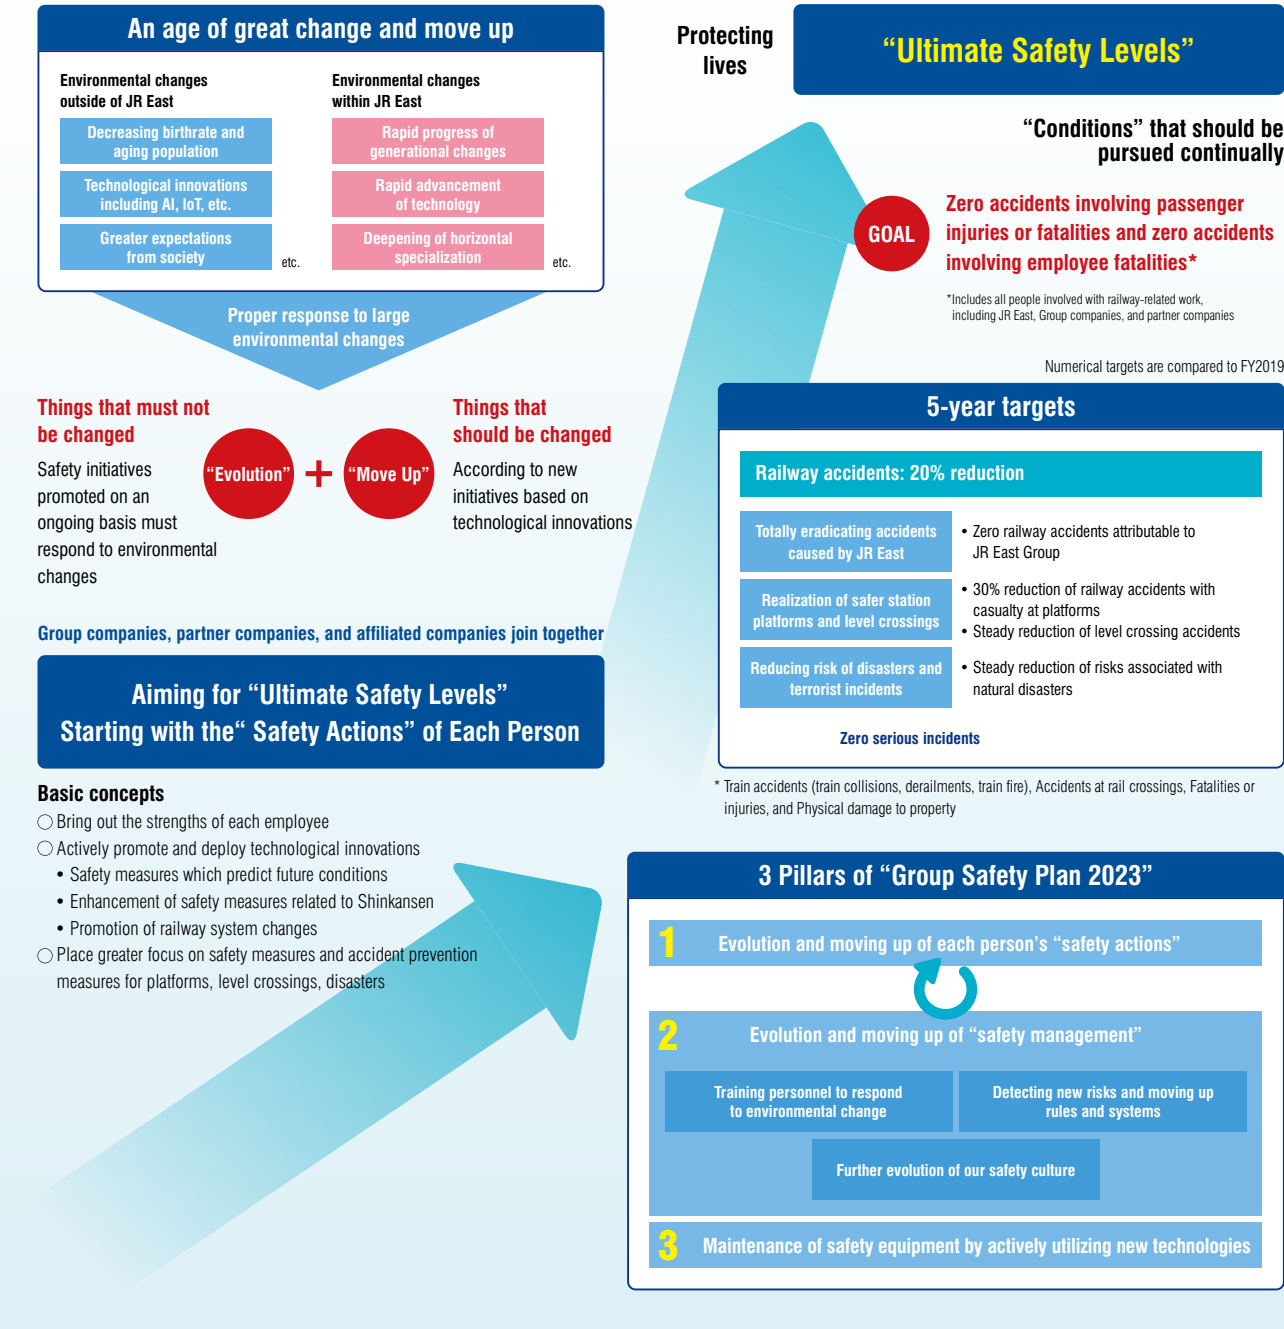 An age of great change and move up
Environmental changes
outside of JR East
Decreasing birthrate and
aging population
Technological innovations
including AI, IoT, etc.
Greater expectations
from society
etc.
Environmental changes
within JR East
Rapid progress of
generational changes
Rapid advancement
of technology
Deepening of horizontal
specialization
etc.
Proper response to large
environmental changes
Things that must not
be changed
Safety initiatives
promoted on an
ongoing basis must
respond to environmental
changes
“Evolution”
+
“Move Up”
Things that
should be changed
According to new
initiatives based on
technological innovations
Group companies, partner companies, and affiliated companies join together
Aiming for “Ultimate Safety Levels”
Starting with the“ Safety Actions” of Each Person
Basic concepts
○ Bring out the strengths of each employee
○ Actively promote and deploy technological innovations
• Safety measures which predict future conditions
• Enhancement of safety measures related to Shinkansen
• Promotion of railway system changes
○ Place greater focus on safety measures and accident prevention
measures for platforms, level crossings, disasters
Protecting
lives
“Ultimate Safety Levels”
“Conditions” that should be
pursued continually
GOAL
Zero accidents involving passenger
injuries or fatalities and zero accidents
involving employee fatalities*
*Includes all people involved with railway-related work,
including JR East, Group companies, and partner companies
Numerical targets are compared to FY2019
5-year targets
Railway accidents: 20% reduction
Totally eradicating accidents
caused by JR East
• Zero railway accidents attributable to
JR East Group
Realization of safer station
platforms and level crossings
• 30% reduction of railway accidents with
casualty at platforms
• Steady reduction of level crossing accidents
Reducing risk of disasters and
terrorist incidents
• Steady reduction of risks associated with
natural disasters
Zero serious incidents
* Train accidents (train collisions, derailments, train fire), Accidents at rail crossings, Fatalities or
injuries, and Physical damage to property
3 Pillars of “Group Safety Plan 2023”
1 Evolution and moving up of each person’s “safety actions”
2 Evolution and moving up of “safety management”
Training personnel to respond
to environmental change
Detecting new risks and moving up
rules and systems
Further evolution of our safety culture
3 Maintenance of safety equipment by actively utilizing new technologies